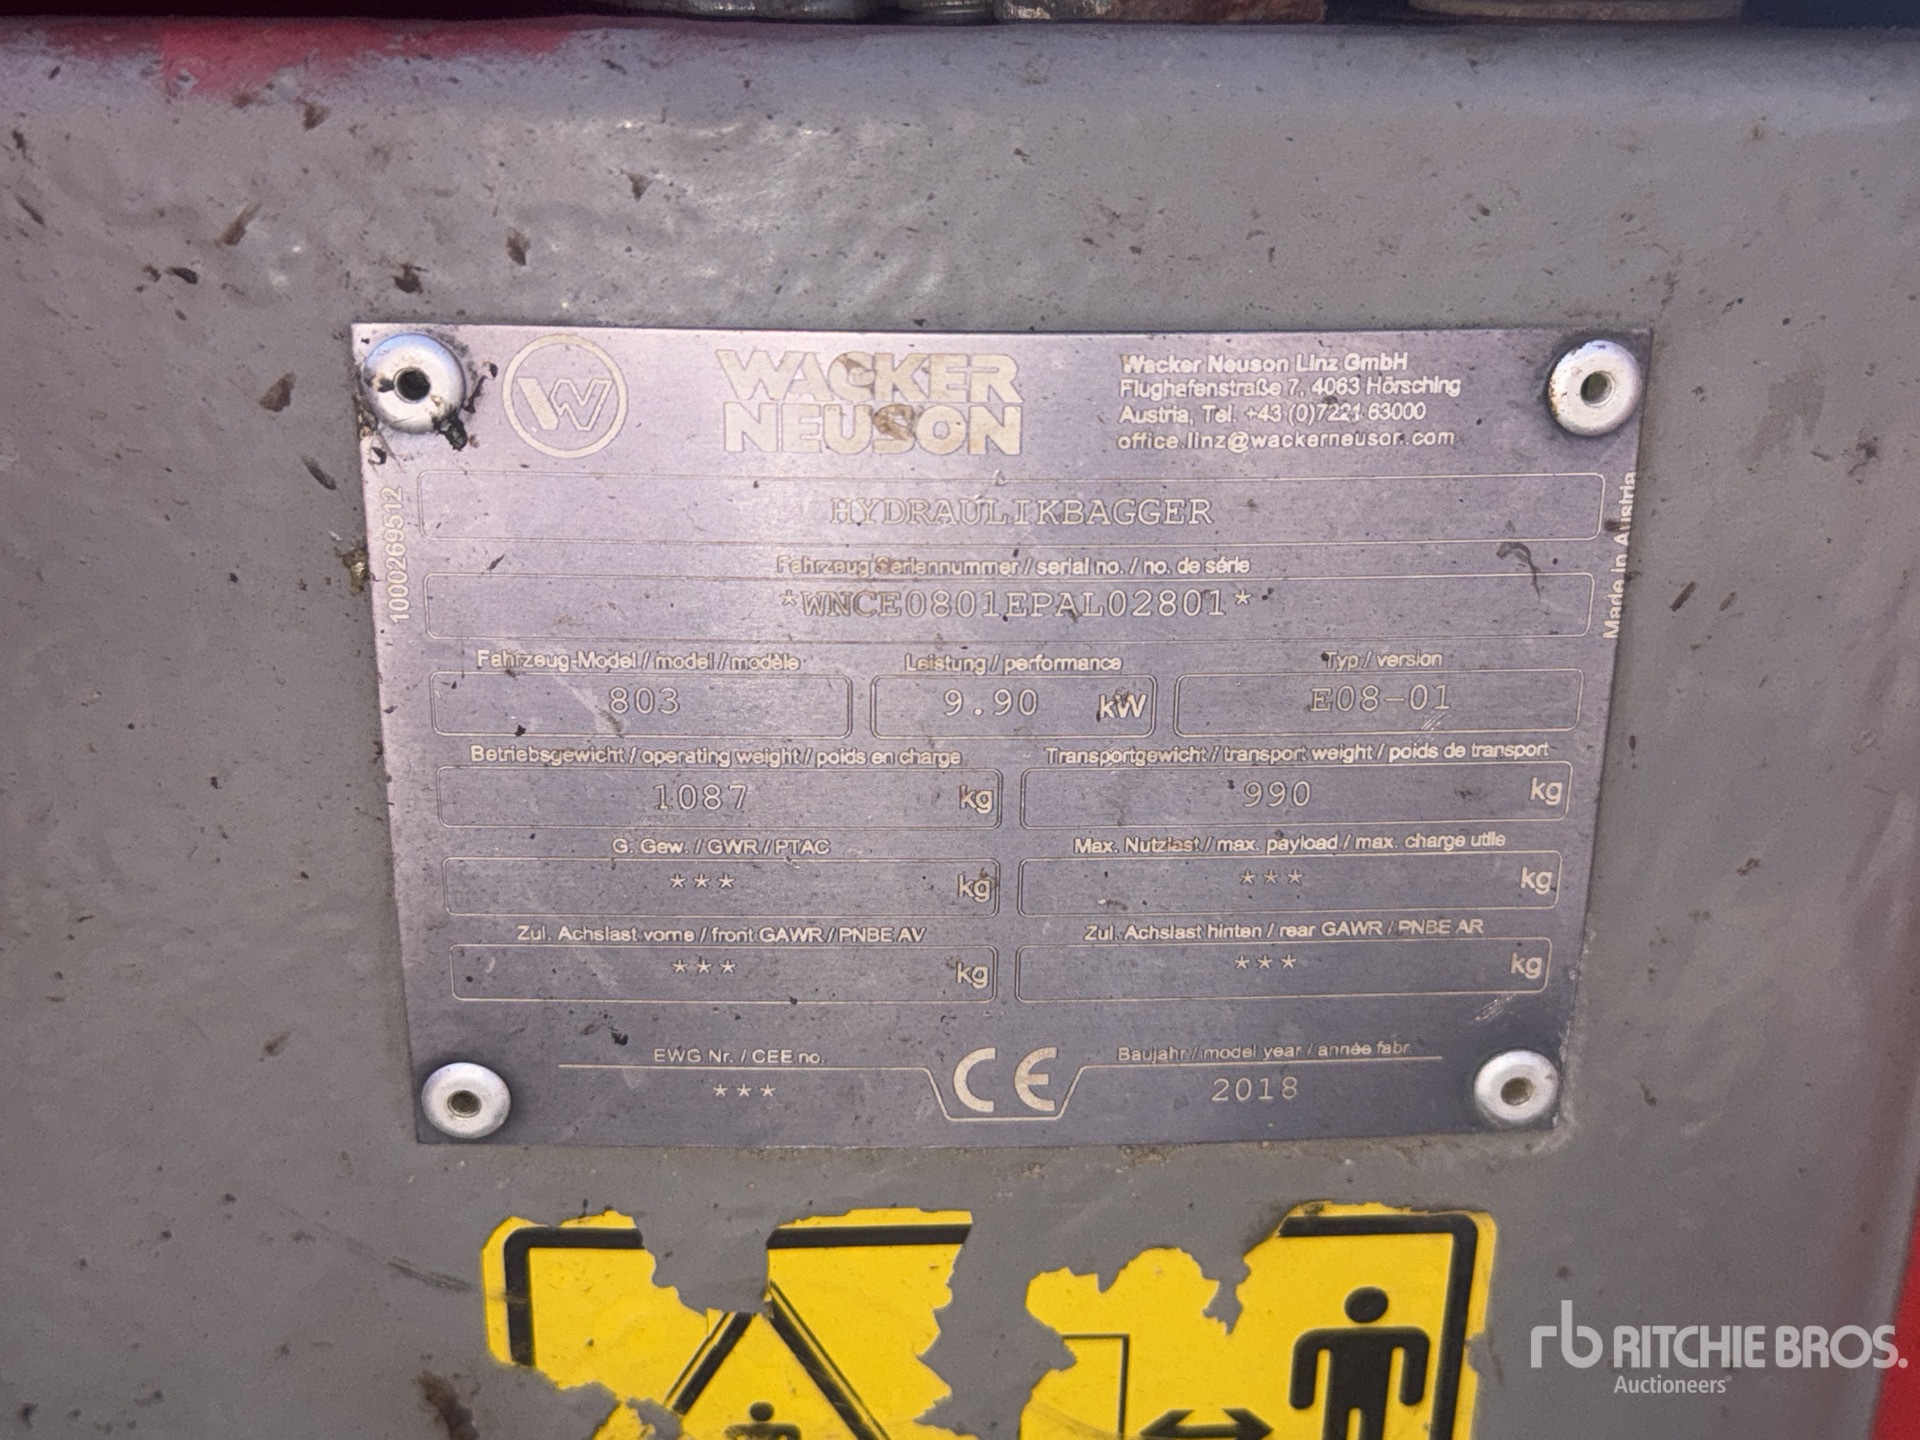 WACKER
NEUSON
Wacker Neuson Linz GmbH
Flughafenstraße 7, 4063 Hörsching
Austria, Tel. +43 (0)7221 63000
office.linz@wackerneuson.com
1000269512
Made in Austria
HYDRAULIKBAGGER
Fahrzeug Seriennummer / serial no. / no. de série
*WNCE0801EPAL02801*
Fahrzeug-Model / model / modèle
803
Leistung / performance
9.90 kW
Typ / version
E08-01
Betriebsgewicht / operating weight / poids en charge
1087 kg
Transportgewicht / transport weight / poids de transport
990 kg
G. Gew. / GWR / PTAC
*** kg
Max. Nutzlast / max. payload / max. charge utile
*** kg
Zul. Achslast vorne / front GAWR / PNBE AV
*** kg
Zul. Achslast hinten / rear GAWR / PNBE AR
*** kg
EWG Nr. / CEE no.
***
CE
Baujahr / model year / année fabr.
2018
rb RITCHIE BROS.
Auctioneers